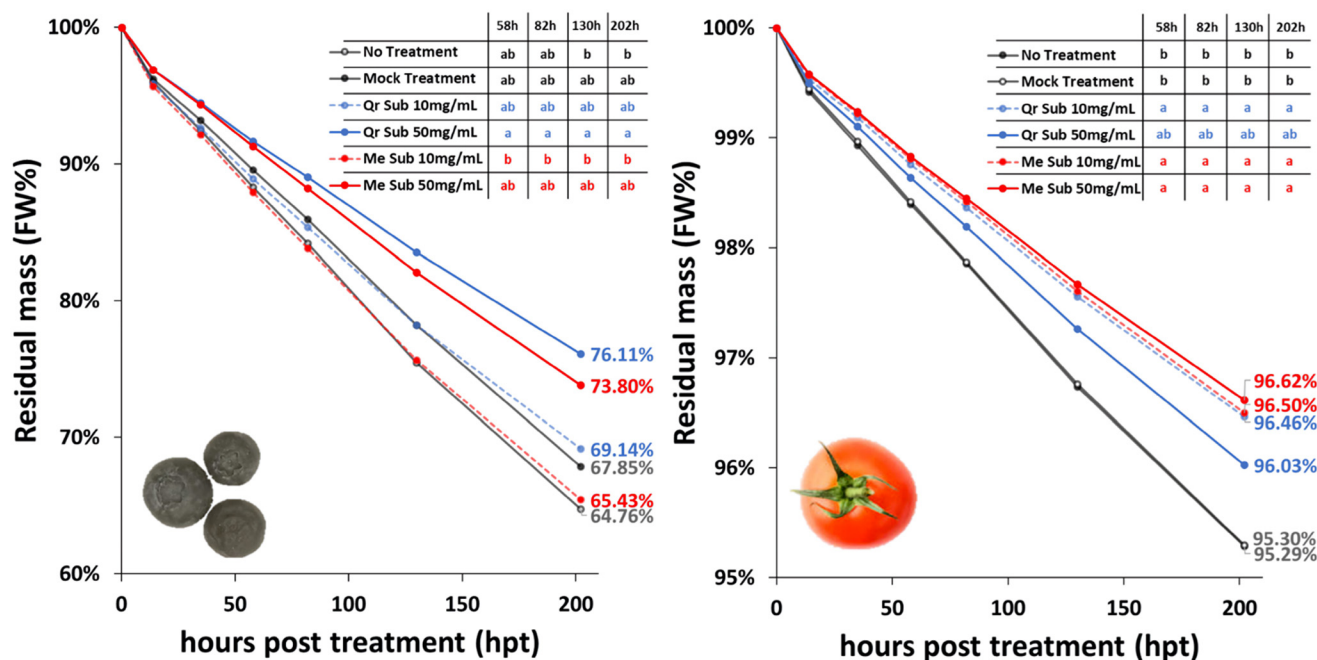 58h 82h 130h 202h
No Treatment ab ab b b
Mock Treatment ab ab ab ab
Qr Sub 10mg/mL ab ab ab ab
Qr Sub 50mg/mL a a a a
Me Sub 10mg/mL b b b b
Me Sub 50mg/mL ab ab ab ab
100%
90%
80%
70%
60%
Residual mass (FW%)
76.11%
73.80%
69.14%
67.85%
65.43%
64.76%
0 50 100 150 200
hours post treatment (hpt)
58h 82h 130h 202h
No Treatment b b b b
Mock Treatment b b b b
Qr Sub 10mg/mL a a a a
Qr Sub 50mg/mL ab ab ab ab
Me Sub 10mg/mL a a a a
Me Sub 50mg/mL a a a a
100%
99%
98%
97%
96%
95%
Residual mass (FW%)
96.62%
96.50%
96.46%
96.03%
95.30%
95.29%
0 50 100 150 200
hours post treatment (hpt)